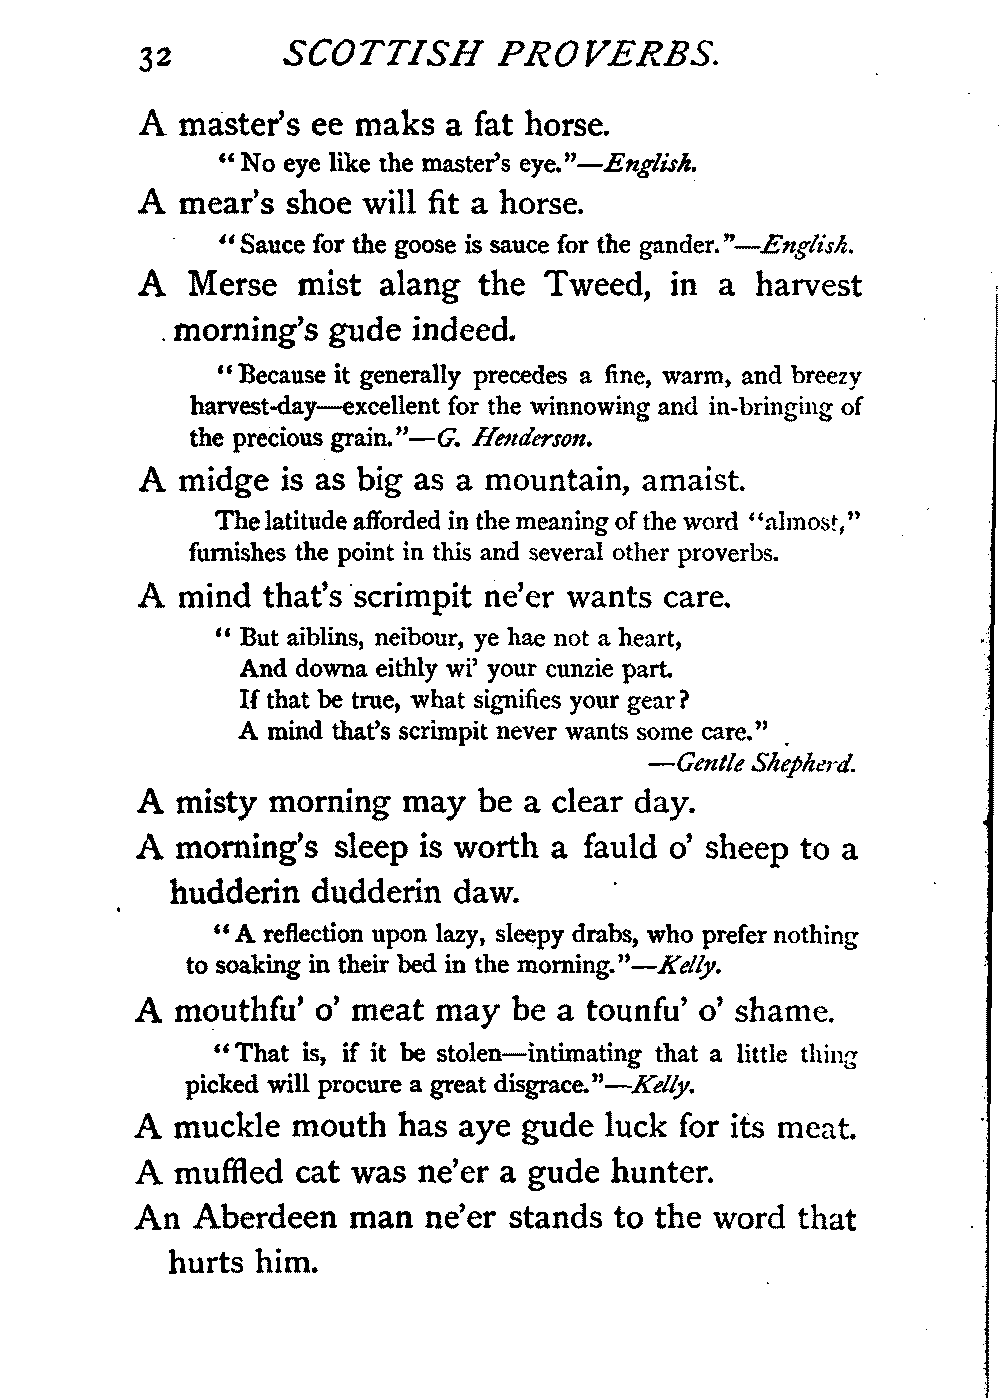 32 SCOTTISH PROVERBS.
A master's ee maks a fat horse.
"No eye like the master's eye."—English.
A mear's shoe will fit a horse.
"Sauce for the goose is sauce for the gander."—English.
A Merse mist alang the Tweed, in a harvest
morning's gude indeed.
"Because it generally precedes a fine, warm, and breezy
harvest-day—excellent for the winnowing and in-bringing of
the precious grain."—G. Henderson.
A midge is as big as a mountain, amaist.
The latitude afforded in the meaning of the word "almost,"
furnishes the point in this and several other proverbs.
A mind that's scrimpit ne'er wants care.
"But aiblins, neibour, ye hae not a heart,
And downa eithly wi' your cunzie part.
If that be true, what signifies your gear?
A mind that's scrimpit never wants some care."
—Gentle Shepherd.
A misty morning may be a clear day.
A morning's sleep is worth a fauld o' sheep to a
hudderin dudderin daw.
"A reflection upon lazy, sleepy drabs, who prefer nothing
to soaking in their bed in the morning."—Kelly.
A mouthfu' o' meat may be a tounfu' o' shame.
"That is, if it be stolen—intimating that a little thing
picked will procure a great disgrace."—Kelly.
A muckle mouth has aye gude luck for its meat.
A muffled cat was ne'er a gude hunter.
An Aberdeen man ne'er stands to the word that
hurts him.